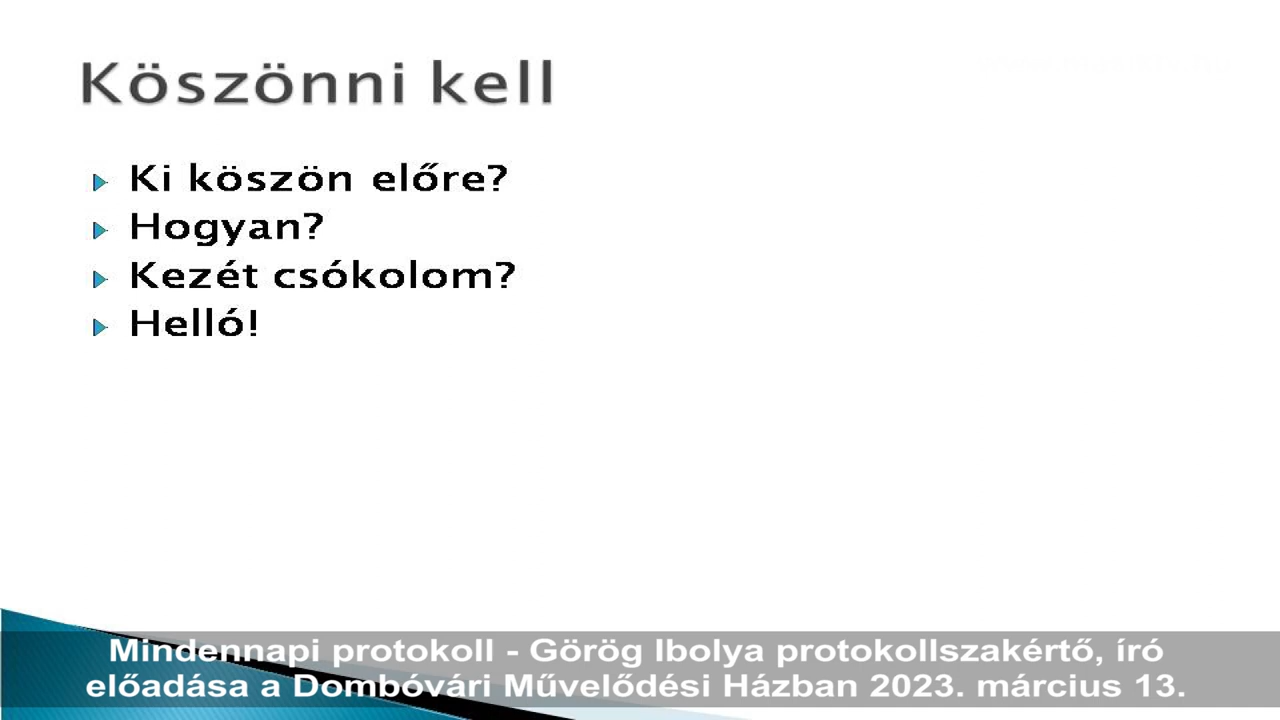 Köszönni kell
Ki köszön előre?
Hogyan?
Kezét csókolom?
Helló!
Mindennapi protokoll - Görög Ibolya protokollszakértő, író
előadása a Dombóvári Művelődési Házban 2023. március 13.